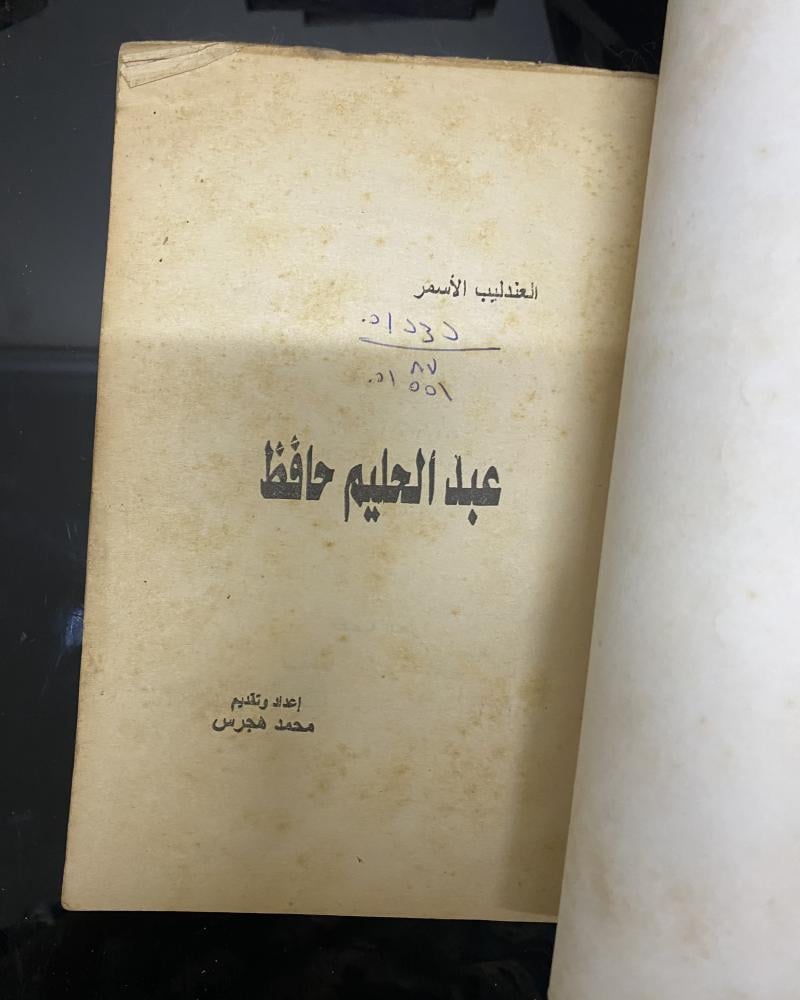 العندليب الأسمر
عبد الحليم حافظ
إعداد وتقديم
محمد هجرس